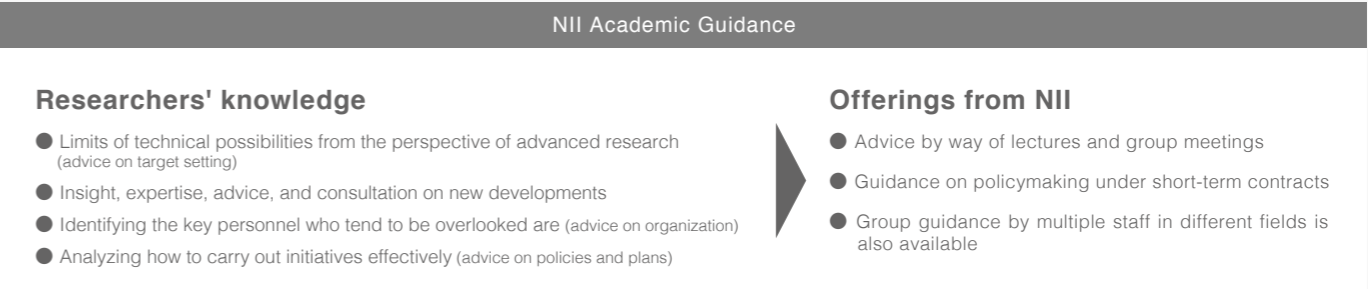 NII Academic Guidance
Researchers' knowledge
● Limits of technical possibilities from the perspective of advanced research
(advice on target setting)
● Insight, expertise, advice, and consultation on new developments
● Identifying the key personnel who tend to be overlooked are (advice on organization)
● Analyzing how to carry out initiatives effectively (advice on policies and plans)
Offerings from NII
● Advice by way of lectures and group meetings
● Guidance on policymaking under short-term contracts
● Group guidance by multiple staff in different fields is
also available